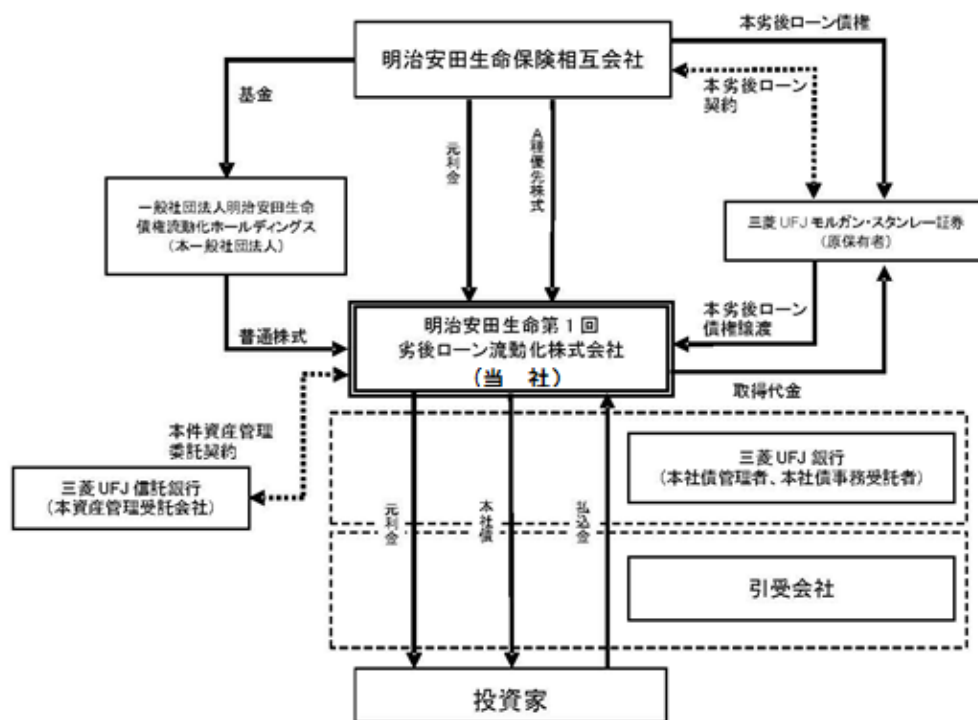 本劣後ローン債権
明治安田生命保険相互会社
基金
本劣後ローン
契約
元利金
A種優先株式
一般社団法人明治安田生命
債権流動化ホールディングス
（本一般社団法人）
三菱UFJモルガン・スタンレー証券
（原保有者）
本劣後ローン
債権譲渡
普通株式
明治安田生命第1回
劣後ローン流動化株式会社
（当　社）
取得代金
本件資産管理
委託契約
三菱UFJ銀行
（本社債管理者、本社債事務受託者）
三菱UFJ信託銀行
（本資産管理受託会社）
元利金
本社債
払込金
引受会社
投資家